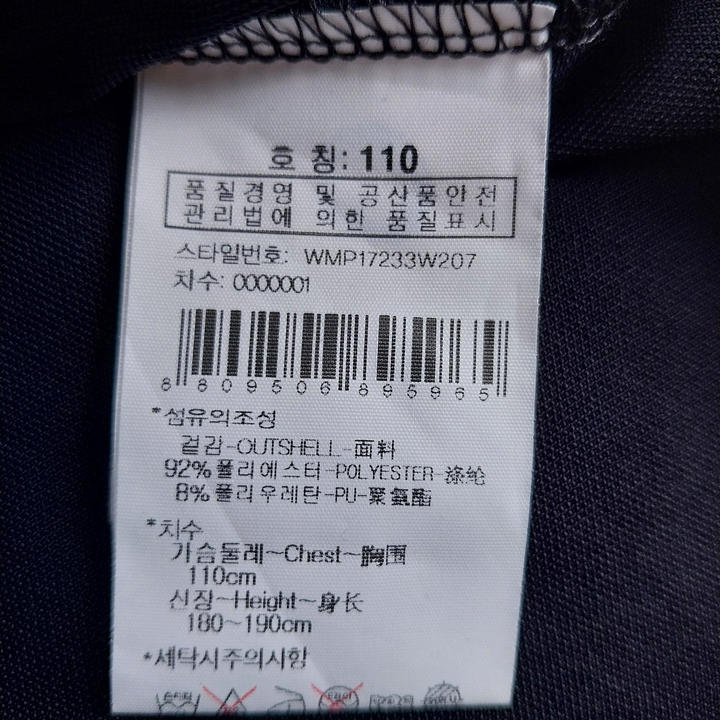 호 칭: 110
품질경영 및 공산품안전
관리법에 의한 품질표시
스타일번호: WMP17233W207
차수: 0000001
8 809506 895965
*섬유의조성
겉감-OUTSHELL-面料
92%폴리에스터-POLYESTER-涤纶
8%폴리우레탄-PU-聚氨酯
*치수
가슴둘레~Chest~胸围
110cm
신장~Height~身长
180~190cm
*세탁시주의사항